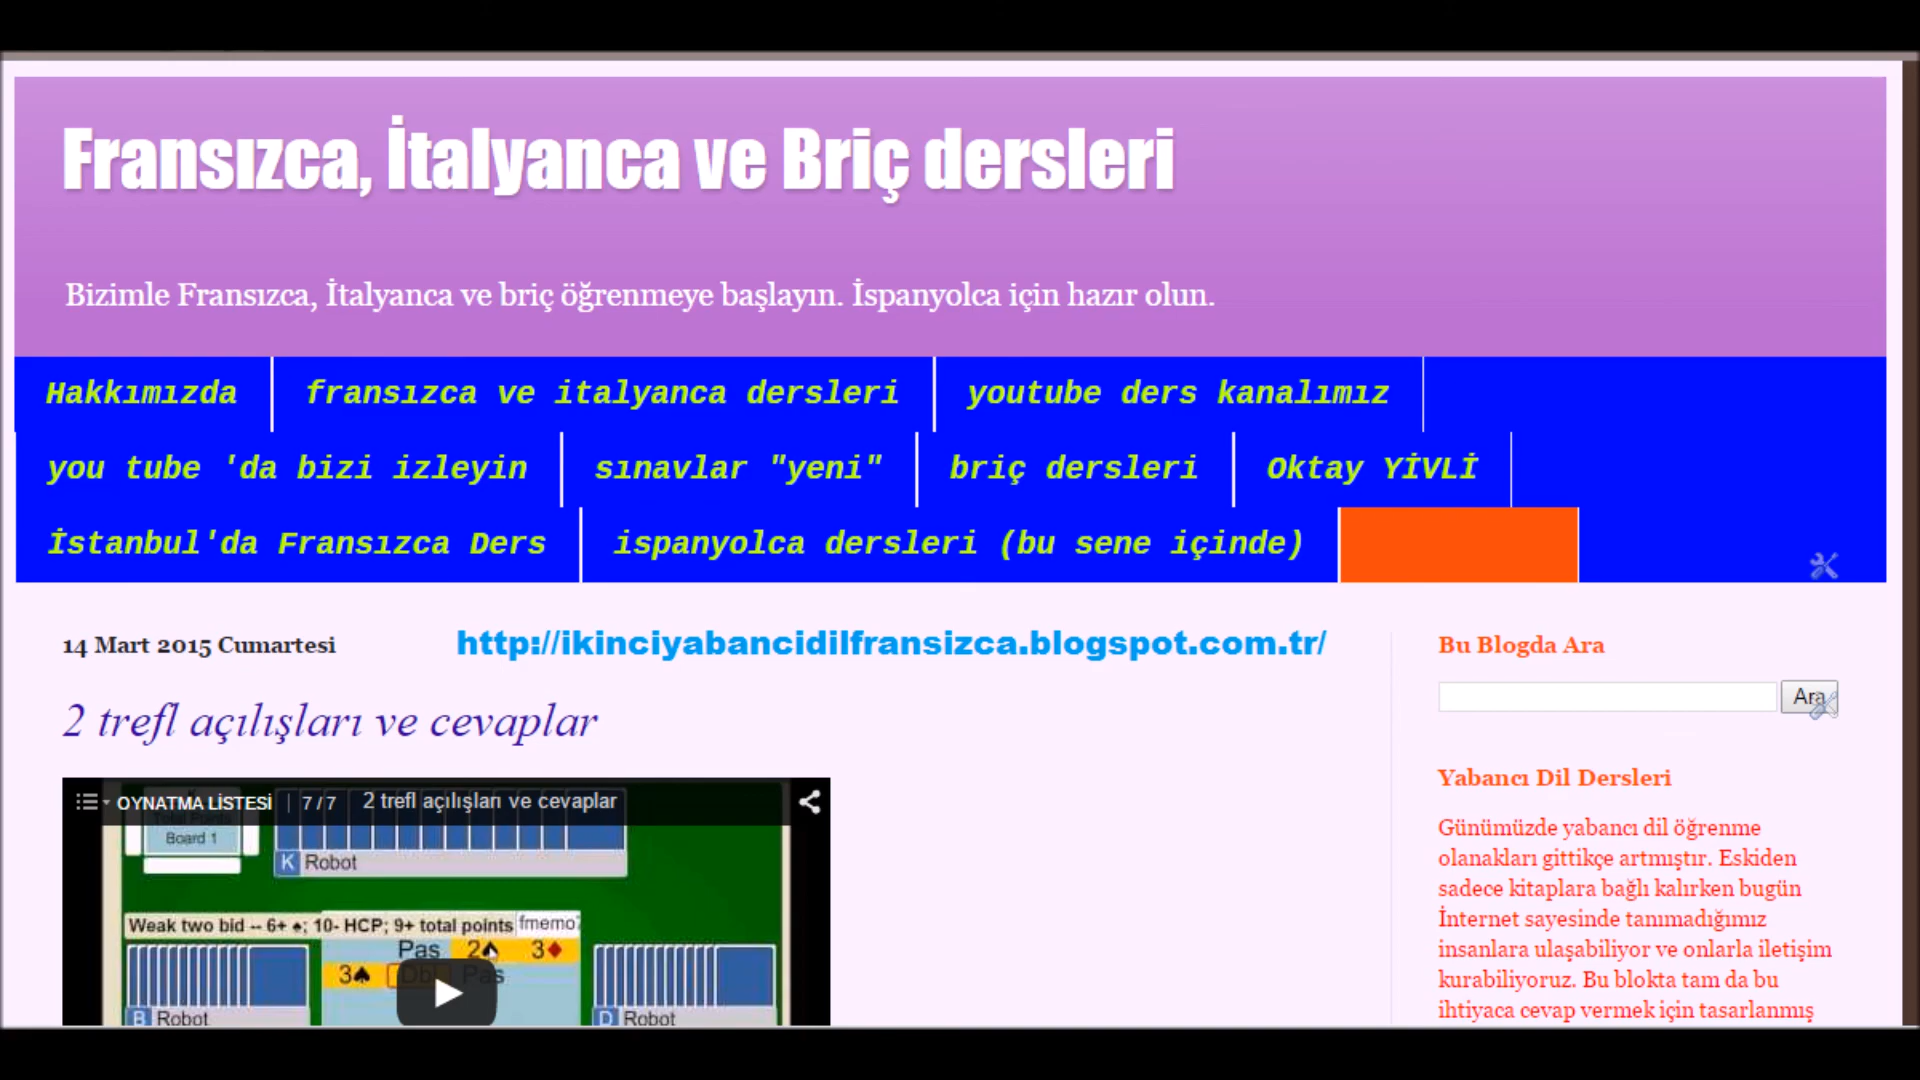 Fransızca, İtalyanca ve Briç dersleri
Bizimle Fransızca, İtalyanca ve briç öğrenmeye başlayın. İspanyolca için hazır olun.
Hakkımızda
fransızca ve italyanca dersleri
youtube ders kanalımız
you tube 'da bizi izleyin
sınavlar "yeni"
briç dersleri
Oktay YİVLİ
İstanbul'da Fransızca Ders
ispanyolca dersleri (bu sene içinde)
14 Mart 2015 Cumartesi
http://ikinciyabancidilfransizca.blogspot.com.tr/
2 trefl açılışları ve cevaplar
OYNATMA LİSTESİ
7 / 7
2 trefl açılışları ve cevaplar
Total Points
Board 1
K Robot
Weak two bid -- 6+ ♠; 10- HCP; 9+ total points
Pas 2♠ 3♦
3♠ Dbl Pas
B Robot
D Robot
Bu Blogda Ara
Ara
Yabancı Dil Dersleri
Günümüzde yabancı dil öğrenme
olanakları gittikçe artmıştır. Eskiden
sadece kitaplara bağlı kalırken bugün
İnternet sayesinde tanımadığımız
insanlara ulaşabiliyor ve onlarla iletişim
kurabiliyoruz. Bu blokta tam da bu
ihtiyaca cevap vermek için tasarlanmış